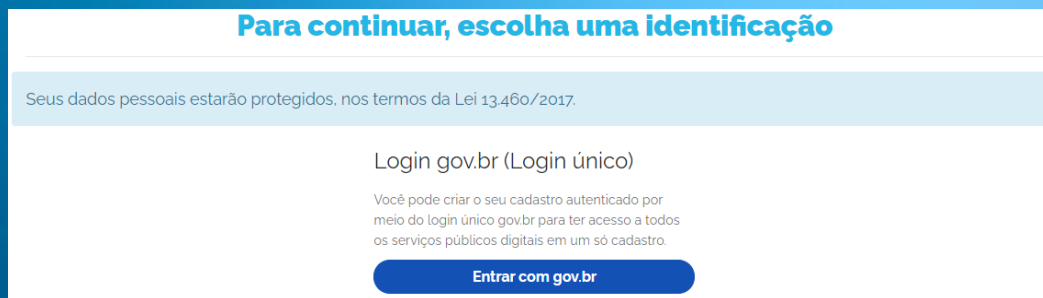 Para continuar, escolha uma identificação
Seus dados pessoais estarão protegidos, nos termos da Lei 13.460/2017.
Login gov.br (Login único)
Você pode criar o seu cadastro autenticado por
meio do login único gov.br para ter acesso a todos
os serviços públicos digitais em um só cadastro.
Entrar com gov.br